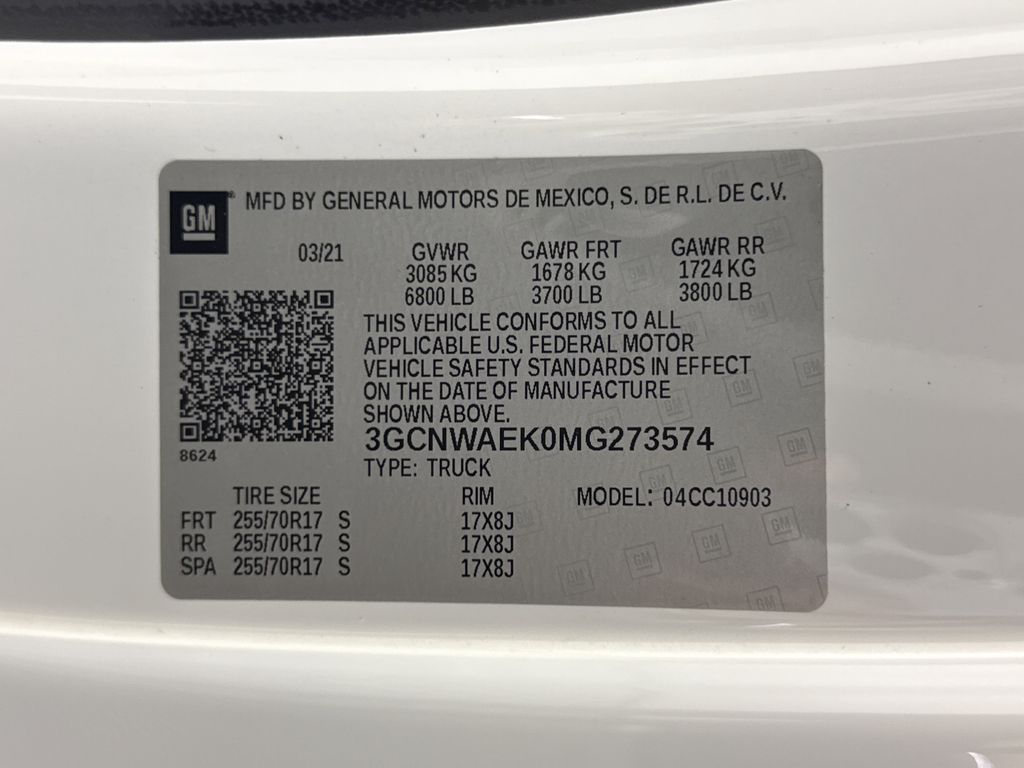 GM MFD BY GENERAL MOTORS DE MEXICO, S. DE R.L. DE C.V.
03/21 GVWR GAWR FRT GAWR RR
3085 KG 1678 KG 1724 KG
6800 LB 3700 LB 3800 LB
THIS VEHICLE CONFORMS TO ALL
APPLICABLE U.S. FEDERAL MOTOR
VEHICLE SAFETY STANDARDS IN EFFECT
ON THE DATE OF MANUFACTURE
SHOWN ABOVE.
3GCNWAEK0MG273574
8624
TYPE: TRUCK
TIRE SIZE RIM MODEL: 04CC10903
FRT 255/70R17 S 17X8J
RR 255/70R17 S 17X8J
SPA 255/70R17 S 17X8J